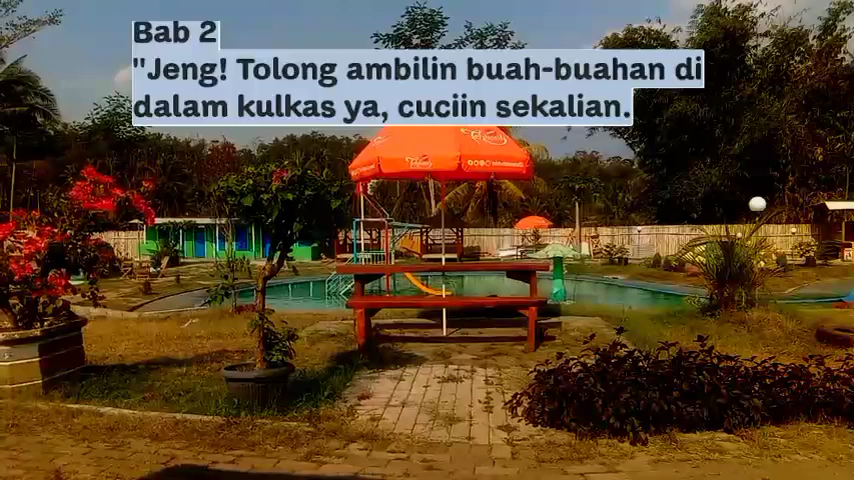 Bab 2
"Jeng! Tolong ambilin buah-buahan di
dalam kulkas ya, cuciin sekalian.